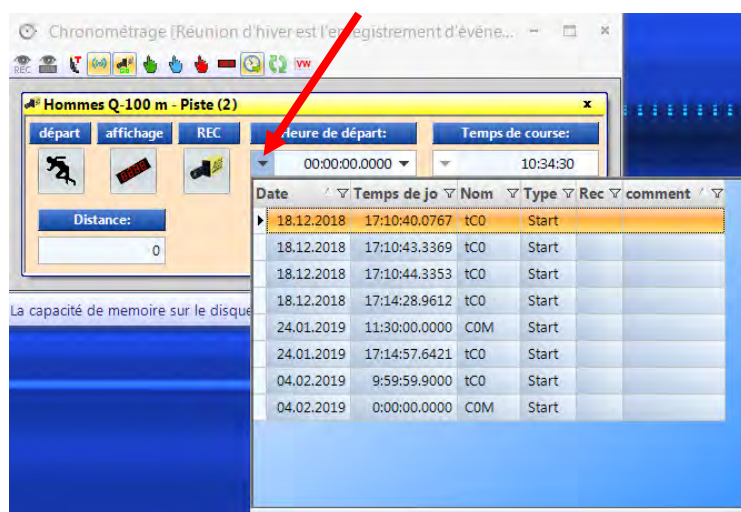 Chronométrage [Réunion d'hiver est l'enregistrement d'événe...
REC VW
Hommes Q-100 m - Piste (2) x
départ affichage REC Heure de départ: Temps de course:
00:00:00.0000 10:34:30
Distance:
0
La capacité de memoire sur le disque
Date Temps de jo Nom Type Rec comment
18.12.2018 17:10:40.0767 tC0 Start
18.12.2018 17:10:43.3369 tC0 Start
18.12.2018 17:10:44.3353 tC0 Start
18.12.2018 17:14:28.9612 tC0 Start
24.01.2019 11:30:00.0000 C0M Start
24.01.2019 17:14:57.6421 tC0 Start
04.02.2019 9:59:59.9000 tC0 Start
04.02.2019 0:00:00.0000 C0M Start